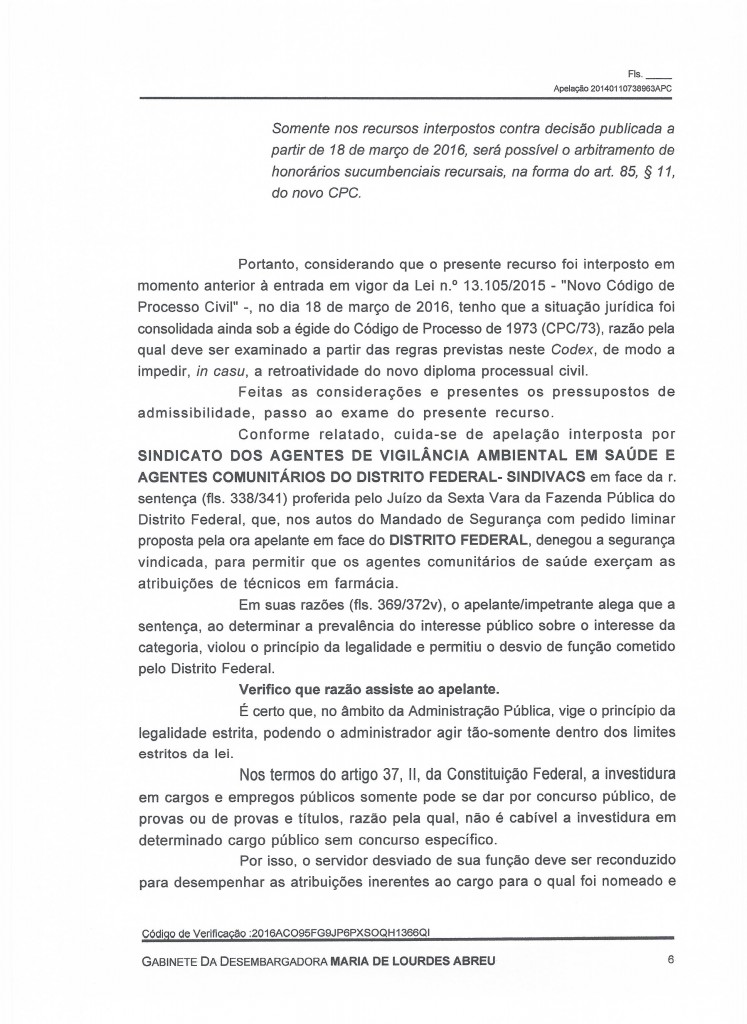 Fls. _____
Apelação 20140110738963APC
Somente nos recursos interpostos contra decisão publicada a
partir de 18 de março de 2016, será possível o arbitramento de
honorários sucumbenciais recursais, na forma do art. 85, § 11,
do novo CPC.
Portanto, considerando que o presente recurso foi interposto em
momento anterior à entrada em vigor da Lei n.º 13.105/2015 - "Novo Código de
Processo Civil" -, no dia 18 de março de 2016, tenho que a situação jurídica foi
consolidada ainda sob a égide do Código de Processo de 1973 (CPC/73), razão pela
qual deve ser examinado a partir das regras previstas neste Codex, de modo a
impedir, in casu, a retroatividade do novo diploma processual civil.
Feitas as considerações e presentes os pressupostos de
admissibilidade, passo ao exame do presente recurso.
Conforme relatado, cuida-se de apelação interposta por
SINDICATO DOS AGENTES DE VIGILÂNCIA AMBIENTAL EM SAÚDE E
AGENTES COMUNITÁRIOS DO DISTRITO FEDERAL- SINDIVACS em face da r.
sentença (fls. 338/341) proferida pelo Juízo da Sexta Vara da Fazenda Pública do
Distrito Federal, que, nos autos do Mandado de Segurança com pedido liminar
proposta pela ora apelante em face do DISTRITO FEDERAL, denegou a segurança
vindicada, para permitir que os agentes comunitários de saúde exerçam as
atribuições de técnicos em farmácia.
Em suas razões (fls. 369/372v), o apelante/impetrante alega que a
sentença, ao determinar a prevalência do interesse público sobre o interesse da
categoria, violou o princípio da legalidade e permitiu o desvio de função cometido
pelo Distrito Federal.
Verifico que razão assiste ao apelante.
É certo que, no âmbito da Administração Pública, vige o princípio da
legalidade estrita, podendo o administrador agir tão-somente dentro dos limites
estritos da lei.
Nos termos do artigo 37, II, da Constituição Federal, a investidura
em cargos e empregos públicos somente pode se dar por concurso público, de
provas ou de provas e títulos, razão pela qual, não é cabível a investidura em
determinado cargo público sem concurso específico.
Por isso, o servidor desviado de sua função deve ser reconduzido
para desempenhar as atribuições inerentes ao cargo para o qual foi nomeado e
Código de Verificação :2016ACO95FG9JP6PXSOQH1366QI
GABINETE DA DESEMBARGADORA MARIA DE LOURDES ABREU
6